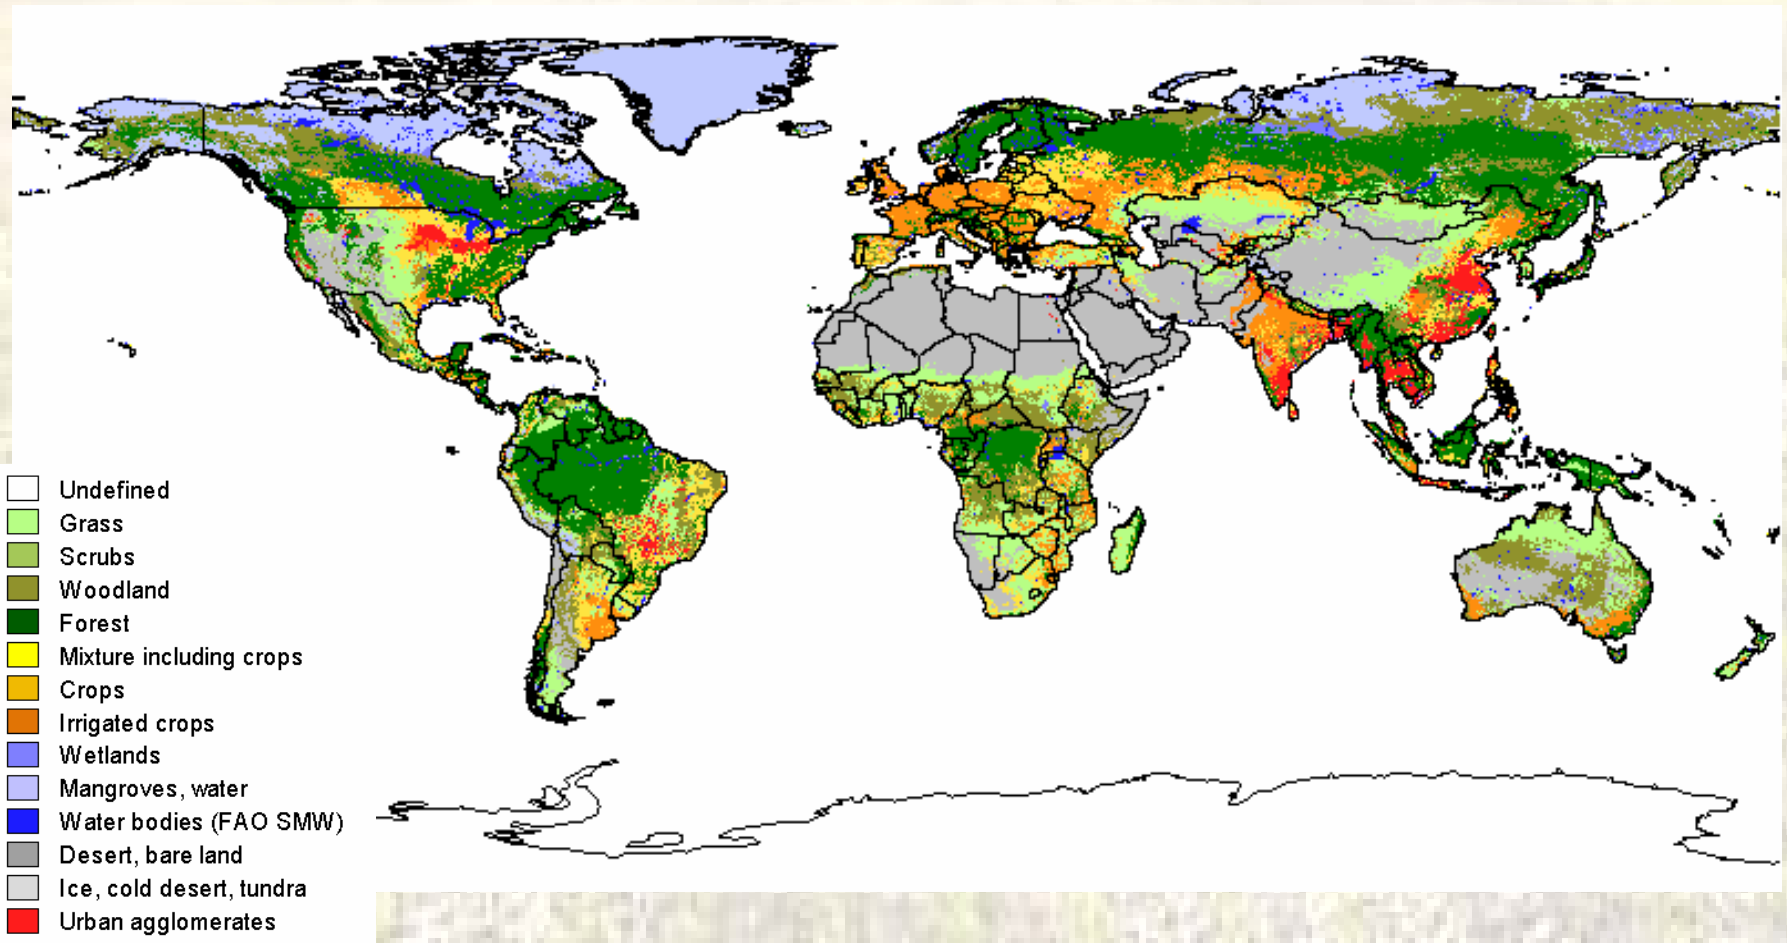 Undefined
Grass
Scrubs
Woodland
Forest
Mixture including crops
Crops
Irrigated crops
Wetlands
Mangroves, water
Water bodies (FAO SMW)
Desert, bare land
Ice, cold desert, tundra
Urban agglomerates